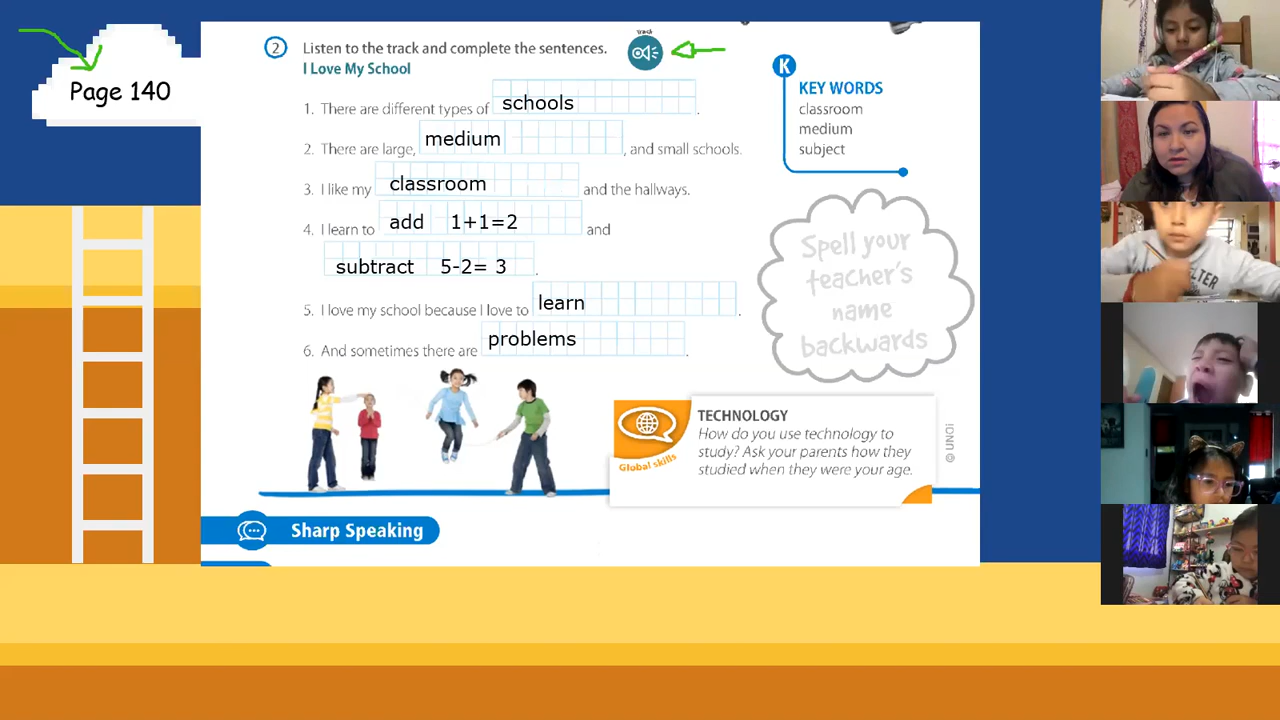 Page 140
2 Listen to the track and complete the sentences.
track
I Love My School
1. There are different types of schools.
2. There are large, medium, and small schools.
3. I like my classroom and the hallways.
4. I learn to add 1+1=2 and
subtract 5-2= 3.
5. I love my school because I love to learn.
6. And sometimes there are problems.
K
KEY WORDS
classroom
medium
subject
Spell your
teacher's
name
backwards
Global skills
TECHNOLOGY
How do you use technology to
study? Ask your parents how they
studied when they were your age.
© UNO!
Sharp Speaking